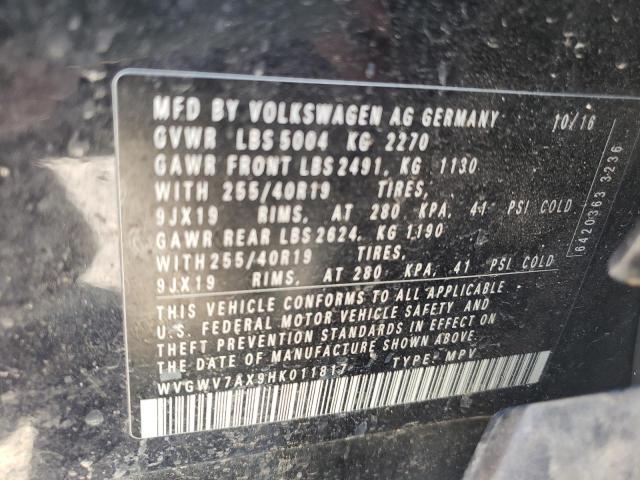 MFD BY VOLKSWAGEN AG GERMANY 10/16
GVWR LBS 5004 KG 2270
GAWR FRONT LBS 2491, KG 1130
WITH 255/40R19 TIRES,
9JX19 RIMS, AT 280 KPA, 41 PSI COLD
GAWR REAR LBS 2624, KG 1190
WITH 255/40R19 TIRES,
9JX19 RIMS, AT 280 KPA, 41 PSI COLD
THIS VEHICLE CONFORMS TO ALL APPLICABLE
U.S. FEDERAL MOTOR VEHICLE SAFETY AND
THEFT PREVENTION STANDARDS IN EFFECT ON
THE DATE OF MANUFACTURE SHOWN ABOVE.
WVGWV7AX9HK011817 TYPE: MPV
6420363 3236